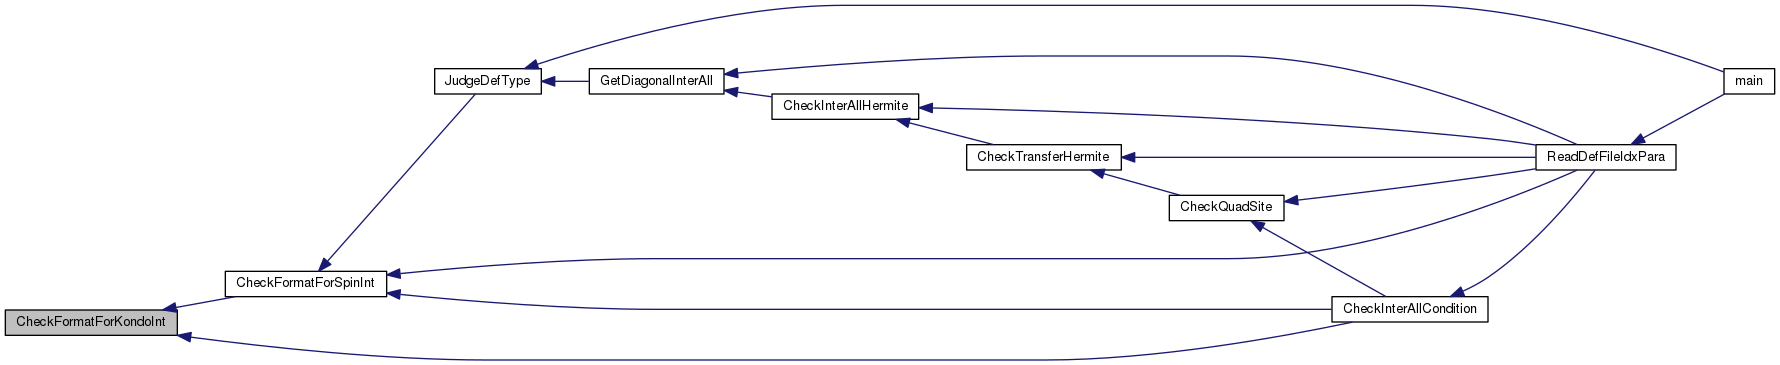 JudgeDefType
GetDiagonalInterAll
main
CheckInterAllHermite
CheckTransferHermite
ReadDefFileIdxPara
CheckQuadSite
CheckFormatForSpinInt
CheckInterAllCondition
CheckFormatForKondoInt